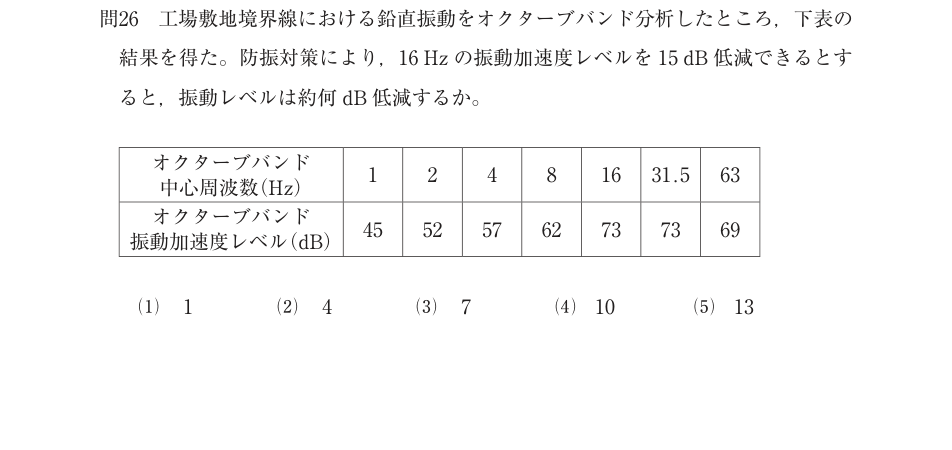 問26　工場敷地境界線における鉛直振動をオクターブバンド分析したところ，下表の
結果を得た。防振対策により，16 Hz の振動加速度レベルを 15 dB 低減できるとす
ると，振動レベルは約何 dB 低減するか。
オクターブバンド
中心周波数(Hz) 1 2 4 8 16 31.5 63
オクターブバンド
振動加速度レベル(dB) 45 52 57 62 73 73 69
(1) 1 (2) 4 (3) 7 (4) 10 (5) 13